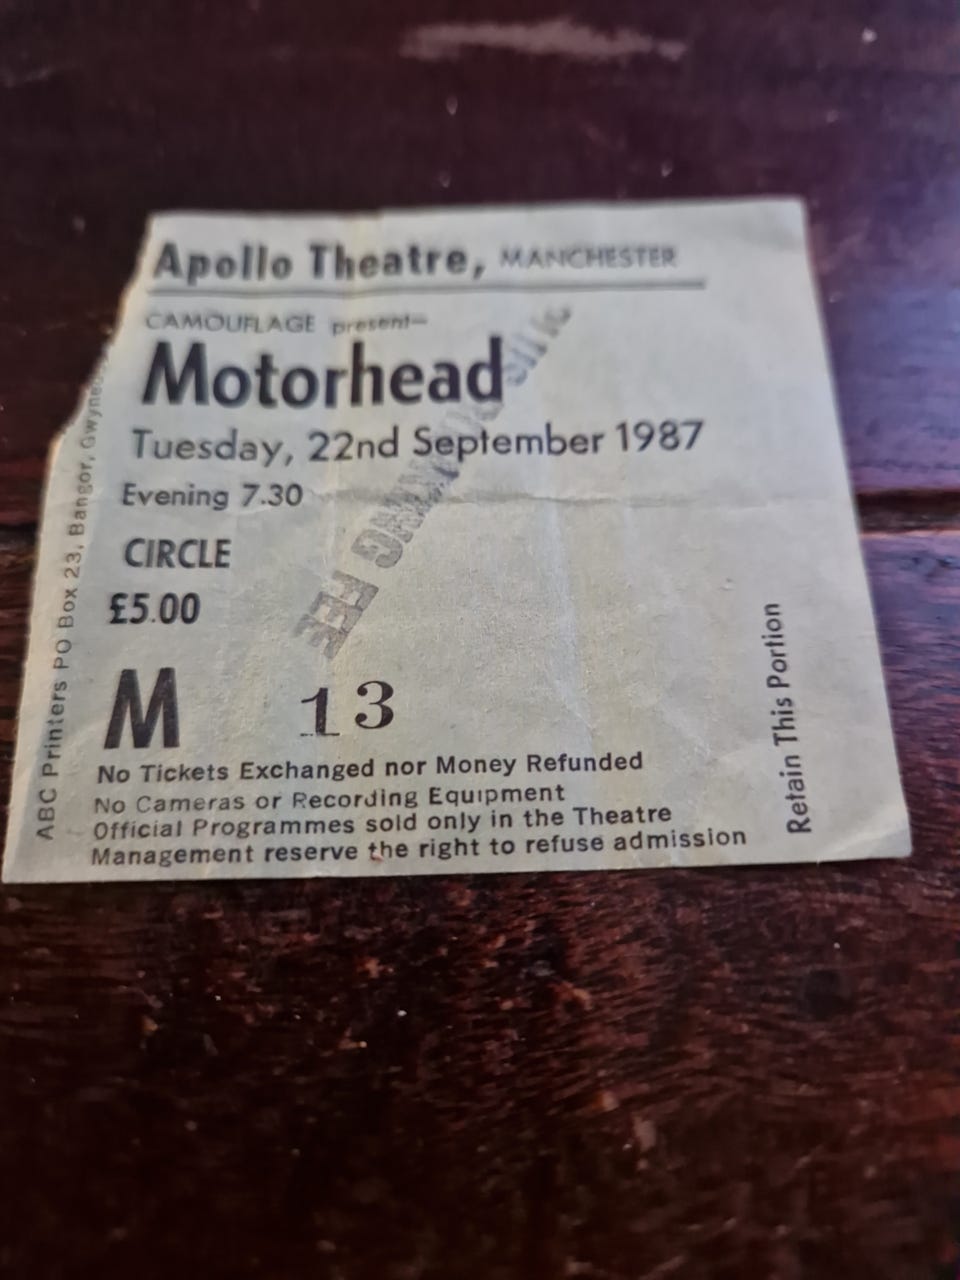 Apollo Theatre, MANCHESTER
CAMOUFLAGE present—
Motorhead
Tuesday, 22nd September 1987
Evening 7.30
CIRCLE
£5.00
M 13
No Tickets Exchanged nor Money Refunded
No Cameras or Recording Equipment
Official Programmes sold only in the Theatre
Management reserve the right to refuse admission
Retain This Portion
ABC Printers PO Box 23, Bangor,
FEE